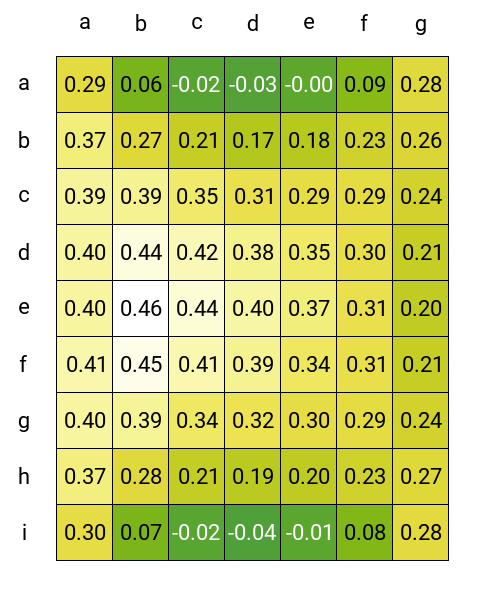 a b c d e f g
a 0.29 0.06 -0.02 -0.03 -0.00 0.09 0.28
b 0.37 0.27 0.21 0.17 0.18 0.23 0.26
c 0.39 0.39 0.35 0.31 0.29 0.29 0.24
d 0.40 0.44 0.42 0.38 0.35 0.30 0.21
e 0.40 0.46 0.44 0.40 0.37 0.31 0.20
f 0.41 0.45 0.41 0.39 0.34 0.31 0.21
g 0.40 0.39 0.34 0.32 0.30 0.29 0.24
h 0.37 0.28 0.21 0.19 0.20 0.23 0.27
i 0.30 0.07 -0.02 -0.04 -0.01 0.08 0.28